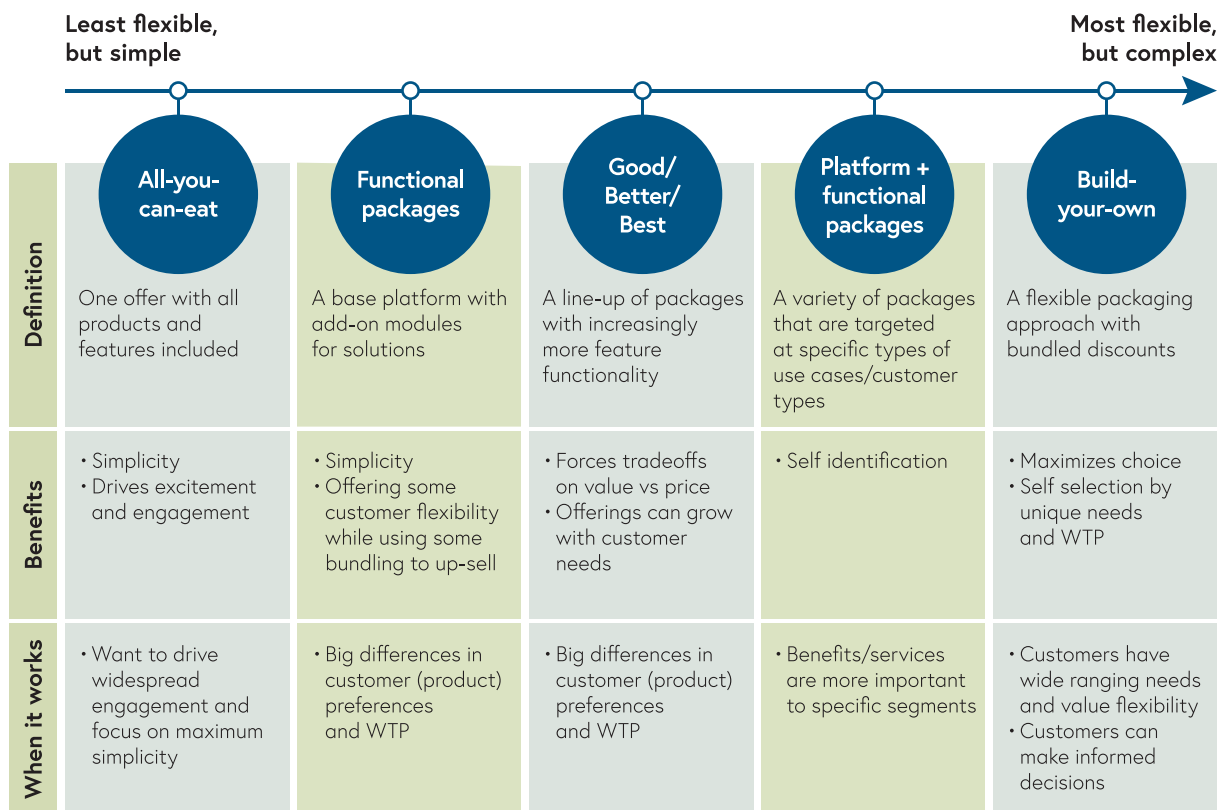 Least flexible,
but simple
Most flexible,
but complex
All-you-
can-eat
Functional
packages
Good/
Better/
Best
Platform +
functional
packages
Build-
your-own
Definition
One offer with all
products and
features included
A base platform with
add-on modules
for solutions
A line-up of packages
with increasingly
more feature
functionality
A variety of packages
that are targeted
at specific types of
use cases/customer
types
A flexible packaging
approach with
bundled discounts
Benefits
• Simplicity
• Drives excitement
and engagement
• Simplicity
• Offering some
customer flexibility
while using some
bundling to up-sell
• Forces tradeoffs
on value vs price
• Offerings can grow
with customer
needs
• Self identification
• Maximizes choice
• Self selection by
unique needs
and WTP
When it works
• Want to drive
widespread
engagement and
focus on maximum
simplicity
• Big differences in
customer (product)
preferences
and WTP
• Big differences in
customer (product)
preferences
and WTP
• Benefits/services
are more important
to specific segments
• Customers have
wide ranging needs
and value flexibility
• Customers can
make informed
decisions